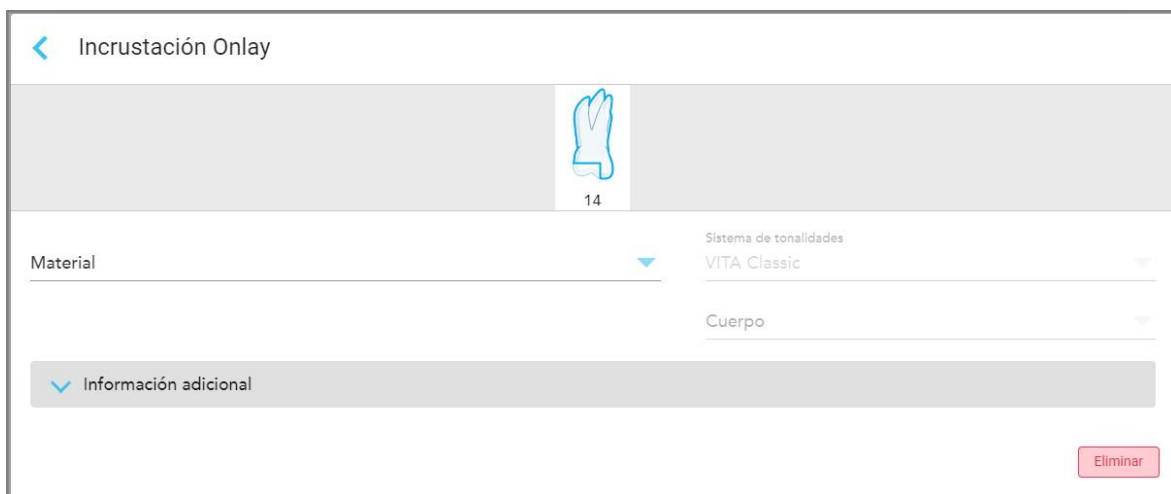 Incrustación Onlay
14
Material
Sistema de tonalidades
VITA Classic
Cuerpo
Información adicional
Eliminar